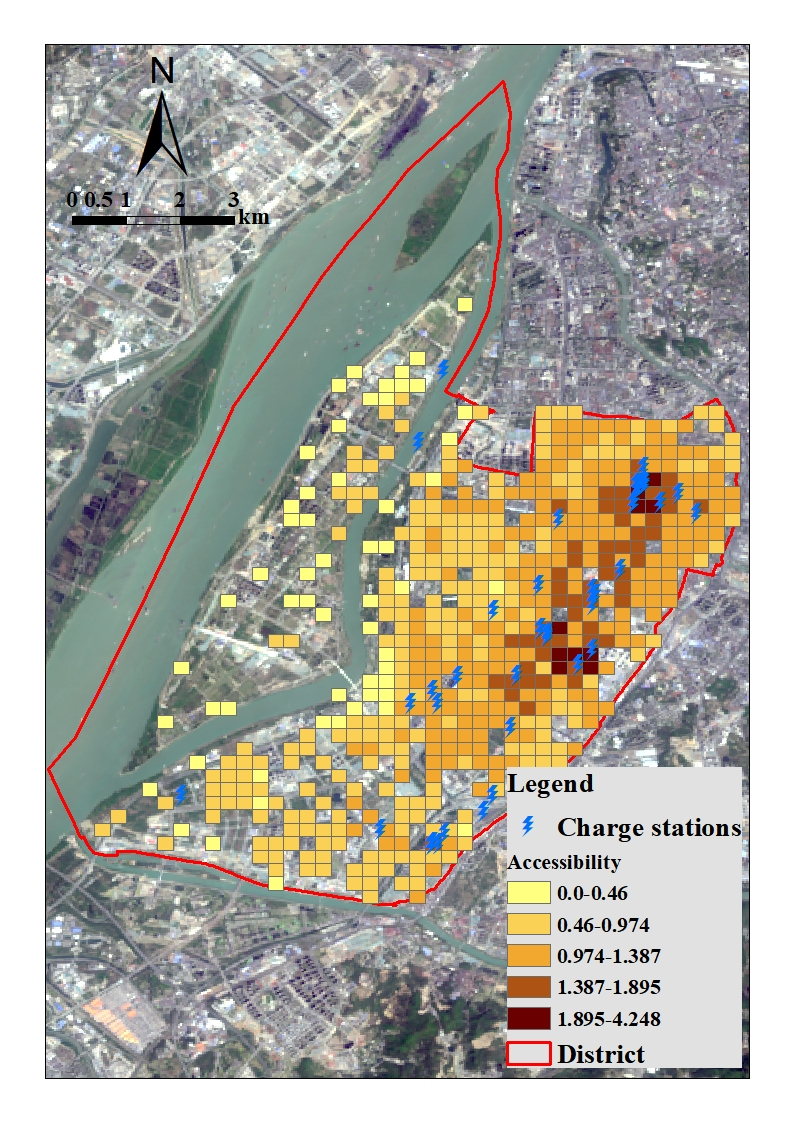 N
0 0.5 1 2 3
km
Legend
Charge stations
Accessibility
0.0-0.46
0.46-0.974
0.974-1.387
1.387-1.895
1.895-4.248
District